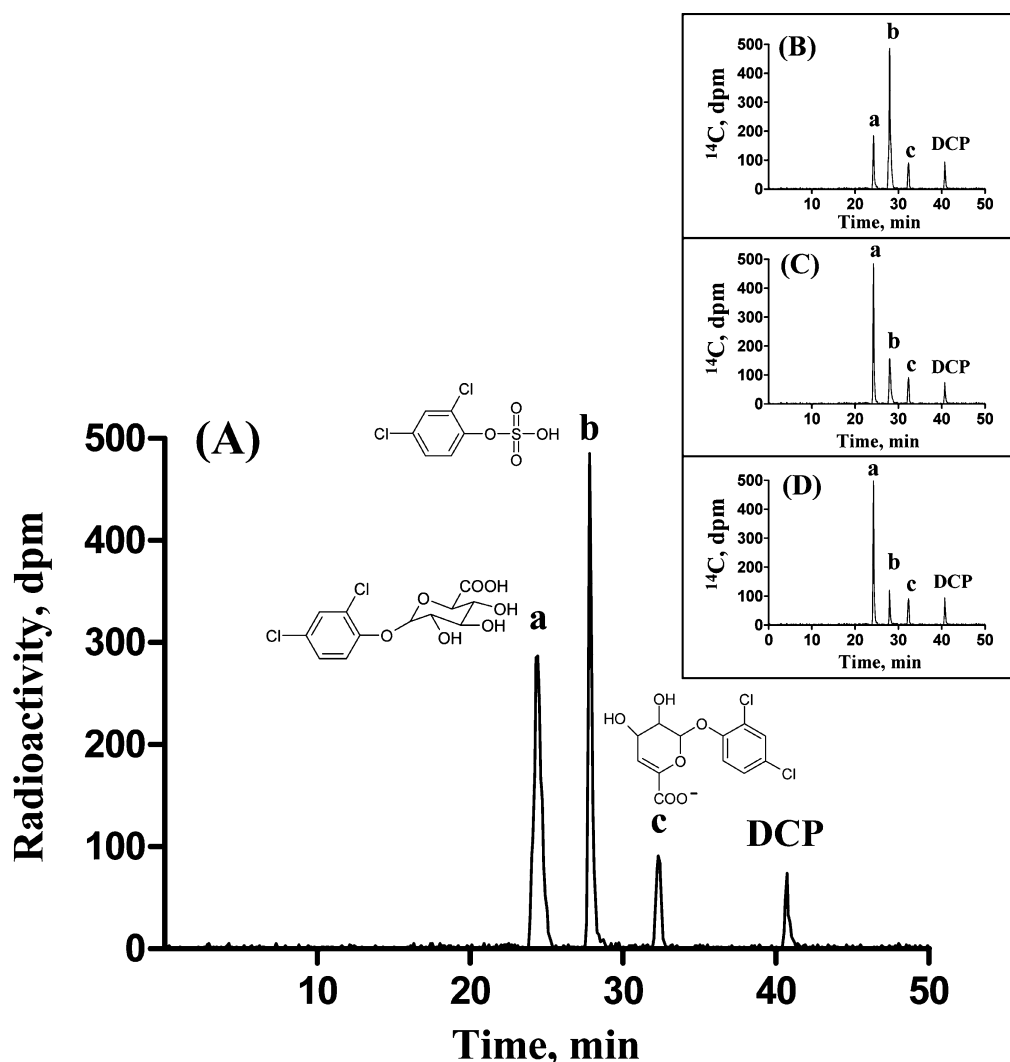 (A)
500
400
300
200
100
0
10
20
30
40
50
Radioactivity, dpm
Time, min
a
b
c
DCP
Cl
Cl
O
O
S
OH
O
Cl
Cl
O
O
COOH
OH
OH
OH
OH
HO
O
O
Cl
Cl
COO−
(B)
500
400
300
200
100
0
10 20 30 40 50
14C, dpm
Time, min
a
b
c
DCP
(C)
500
400
300
200
100
0
10 20 30 40 50
14C, dpm
Time, min
a
b
c
DCP
(D)
500
400
300
200
100
0
0 10 20 30 40 50
14C, dpm
Time, min
a
b
c
DCP